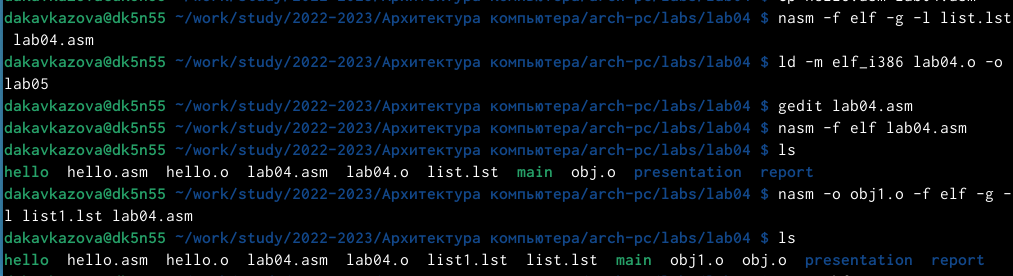 dakavkazova@dk5n55 ~/work/study/2022-2023/Архитектура компьютера/arch-pc/labs/lab04 $ nasm -f elf -g -l list.lst
lab04.asm
dakavkazova@dk5n55 ~/work/study/2022-2023/Архитектура компьютера/arch-pc/labs/lab04 $ ld -m elf_i386 lab04.o -o
lab05
dakavkazova@dk5n55 ~/work/study/2022-2023/Архитектура компьютера/arch-pc/labs/lab04 $ gedit lab04.asm
dakavkazova@dk5n55 ~/work/study/2022-2023/Архитектура компьютера/arch-pc/labs/lab04 $ nasm -f elf lab04.asm
dakavkazova@dk5n55 ~/work/study/2022-2023/Архитектура компьютера/arch-pc/labs/lab04 $ ls
hello hello.asm hello.o lab04.asm lab04.o list.lst main obj.o presentation report
dakavkazova@dk5n55 ~/work/study/2022-2023/Архитектура компьютера/arch-pc/labs/lab04 $ nasm -o obj1.o -f elf -g -
l list1.lst lab04.asm
dakavkazova@dk5n55 ~/work/study/2022-2023/Архитектура компьютера/arch-pc/labs/lab04 $ ls
hello hello.asm hello.o lab04.asm lab04.o list1.lst list.lst main obj1.o obj.o presentation report